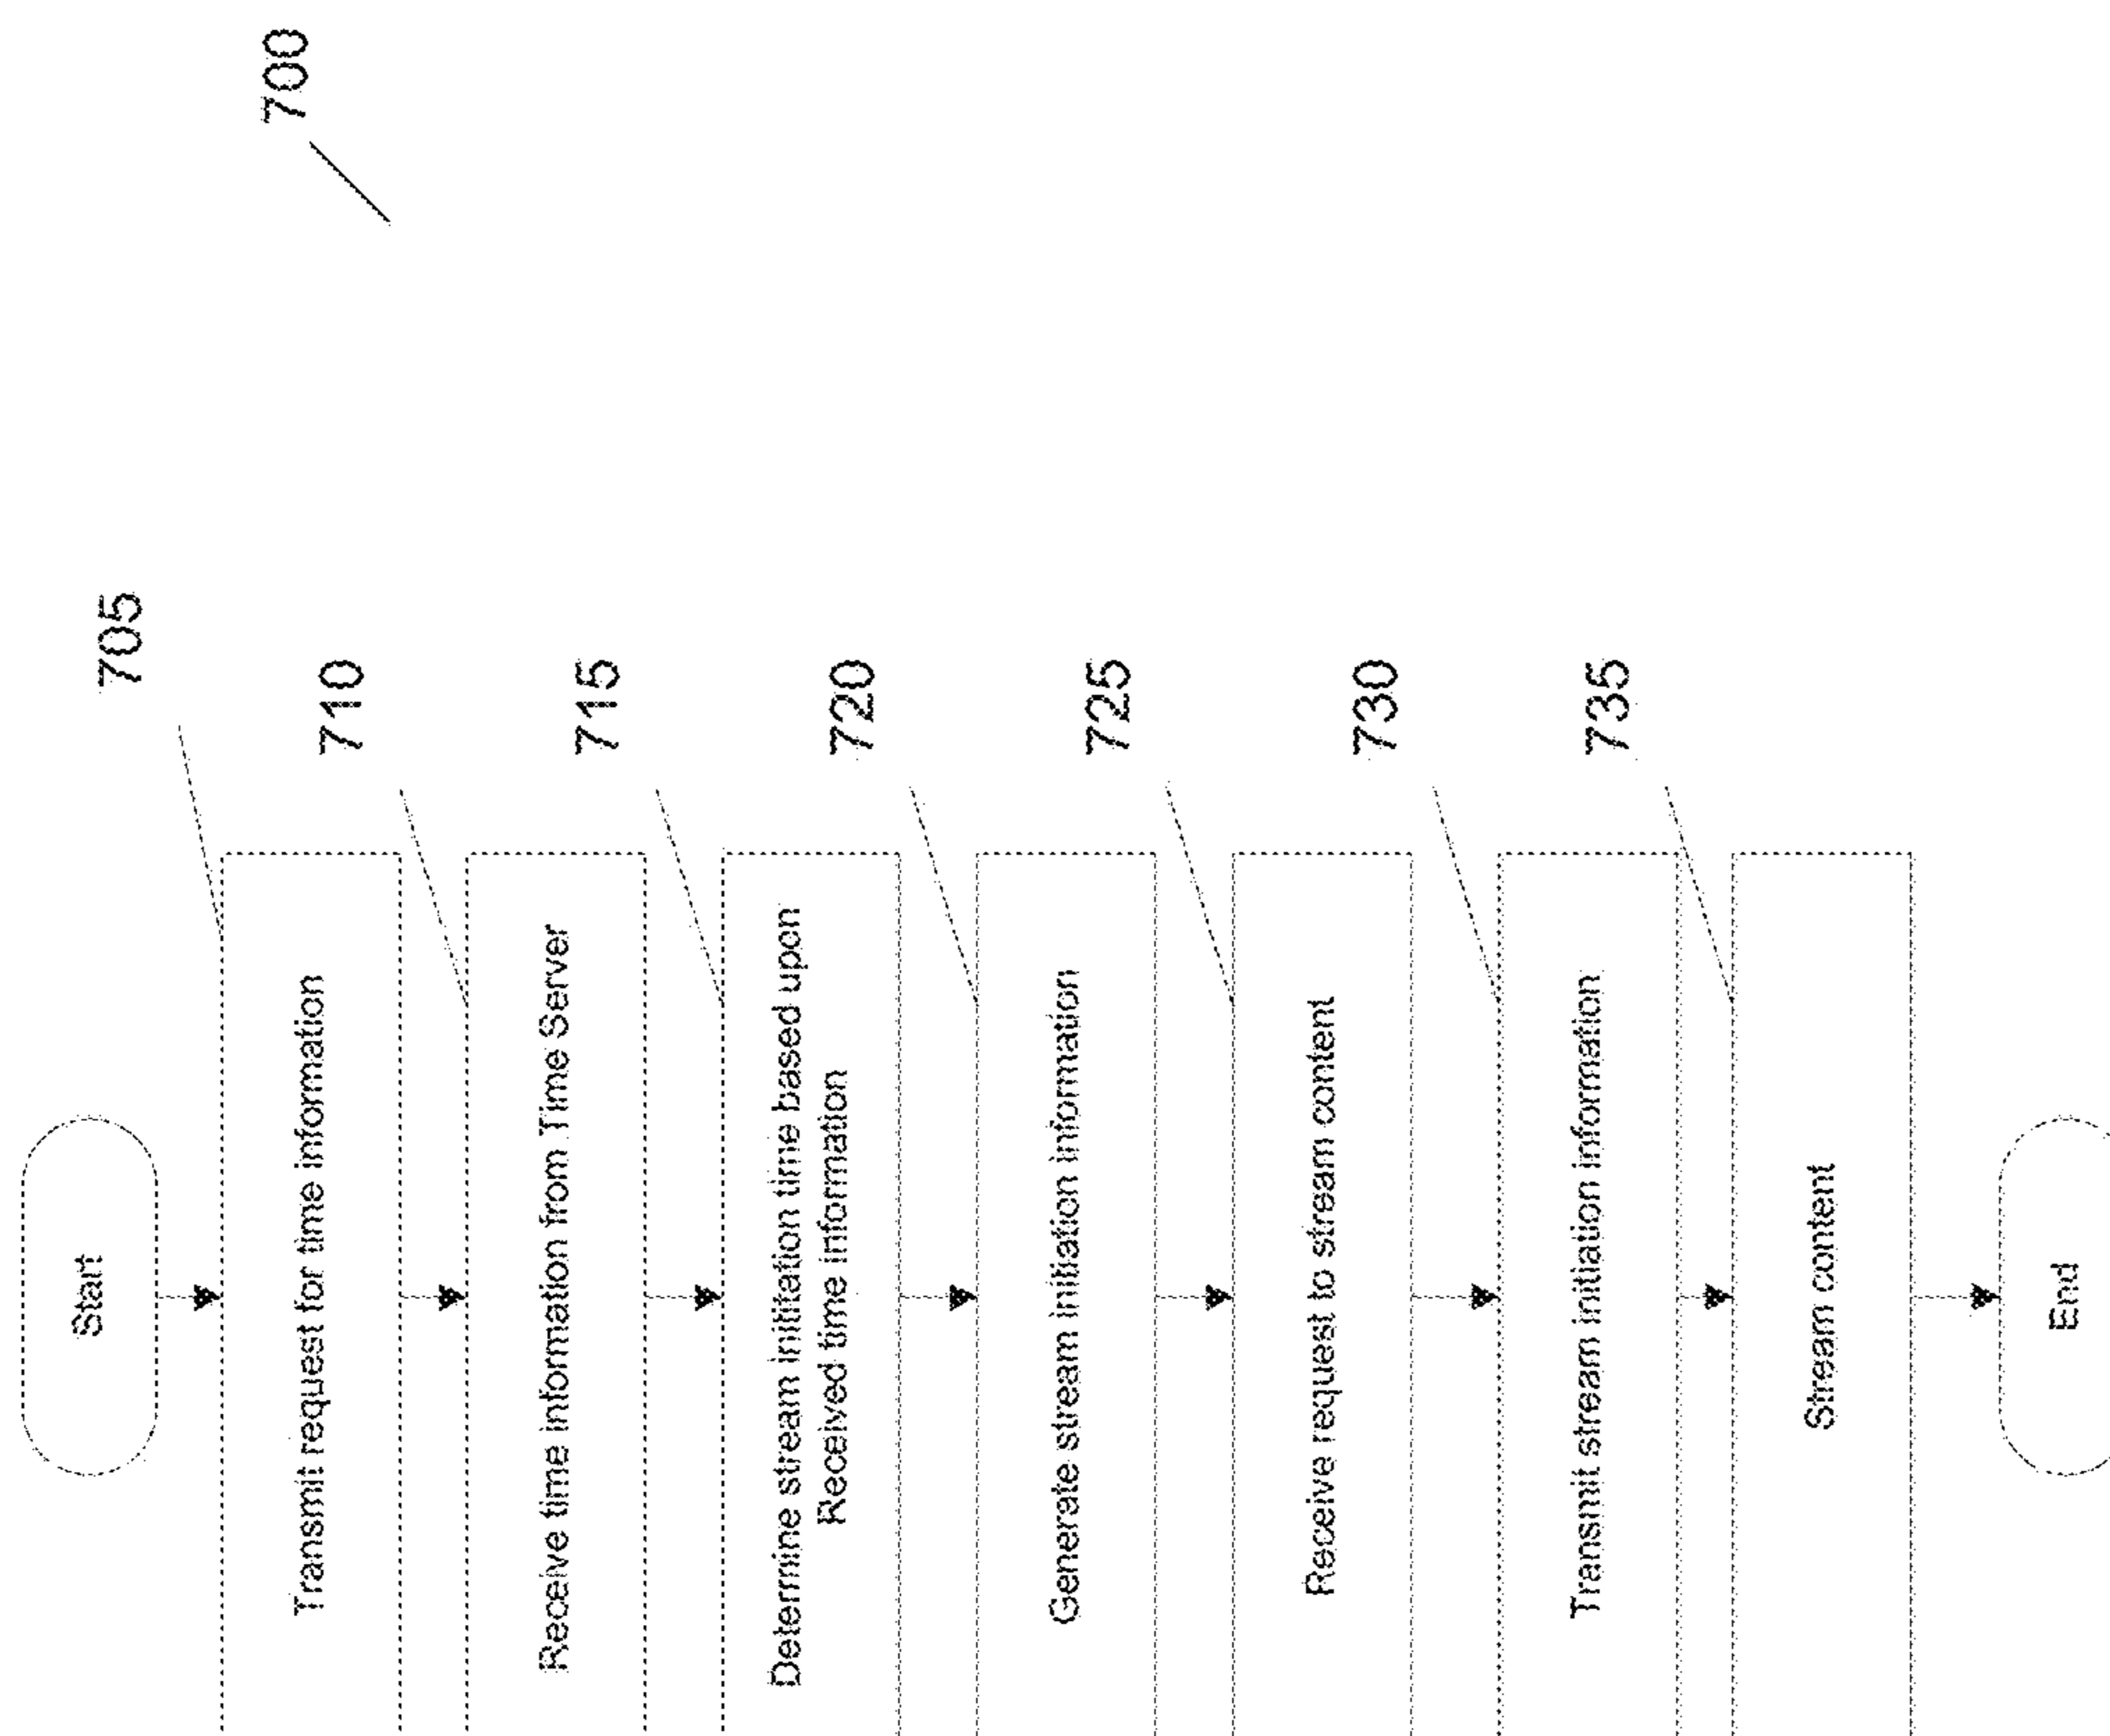 700
Start
705
Transmit request for time information
710
Receive time information from Time Server
715
Determine stream inititation time based upon
Received time information
720
Generate stream initiation information
725
Receive request to stream content
730
Transmit stream initiation information
735
Stream content
End